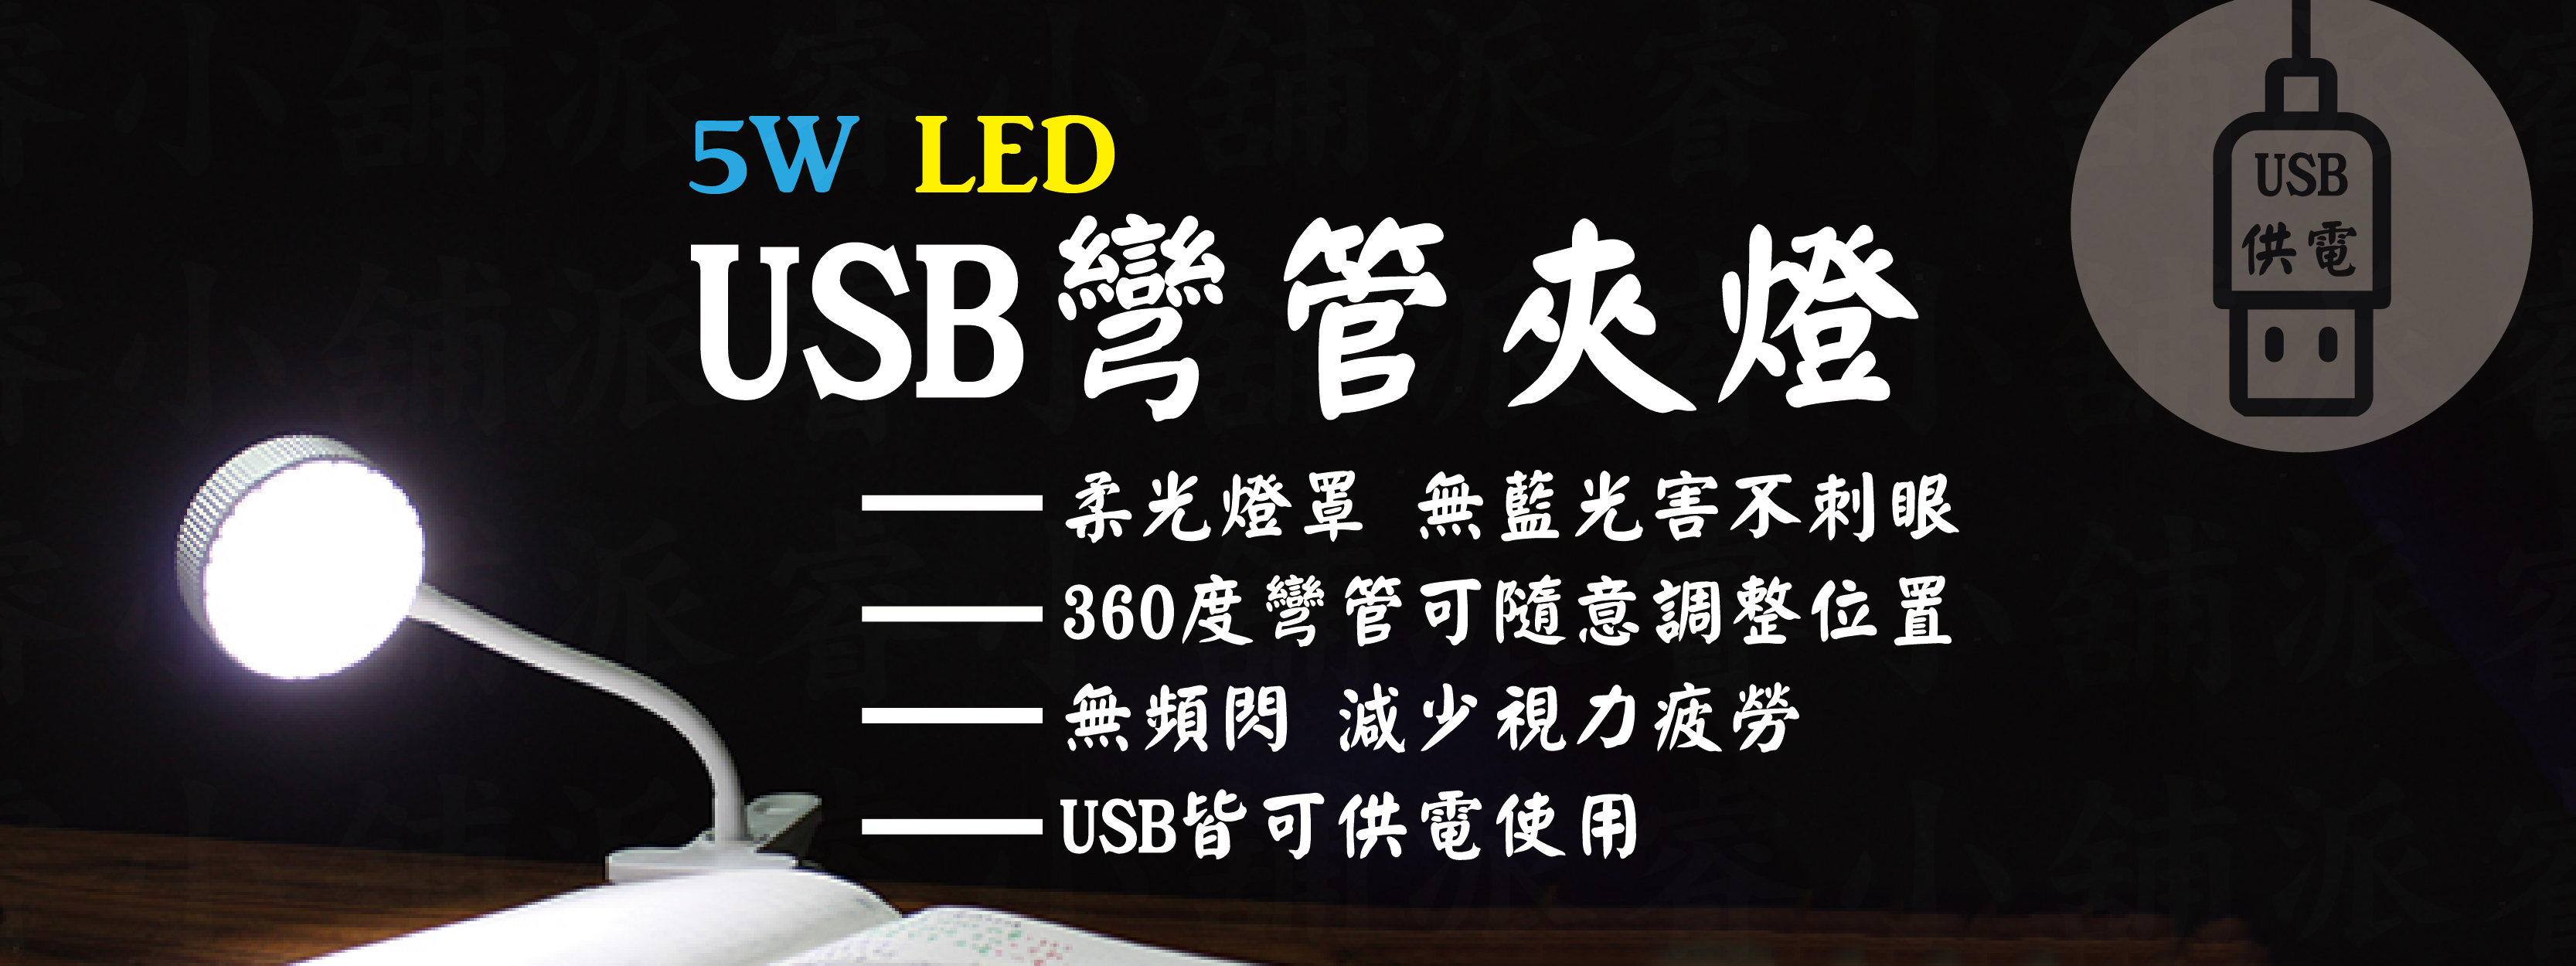 5W LED
USB彎管夾燈
柔光燈罩 無藍光害不刺眼
360度彎管可隨意調整位置
無頻閃 減少視力疲勞
USB皆可供電使用
USB
供電